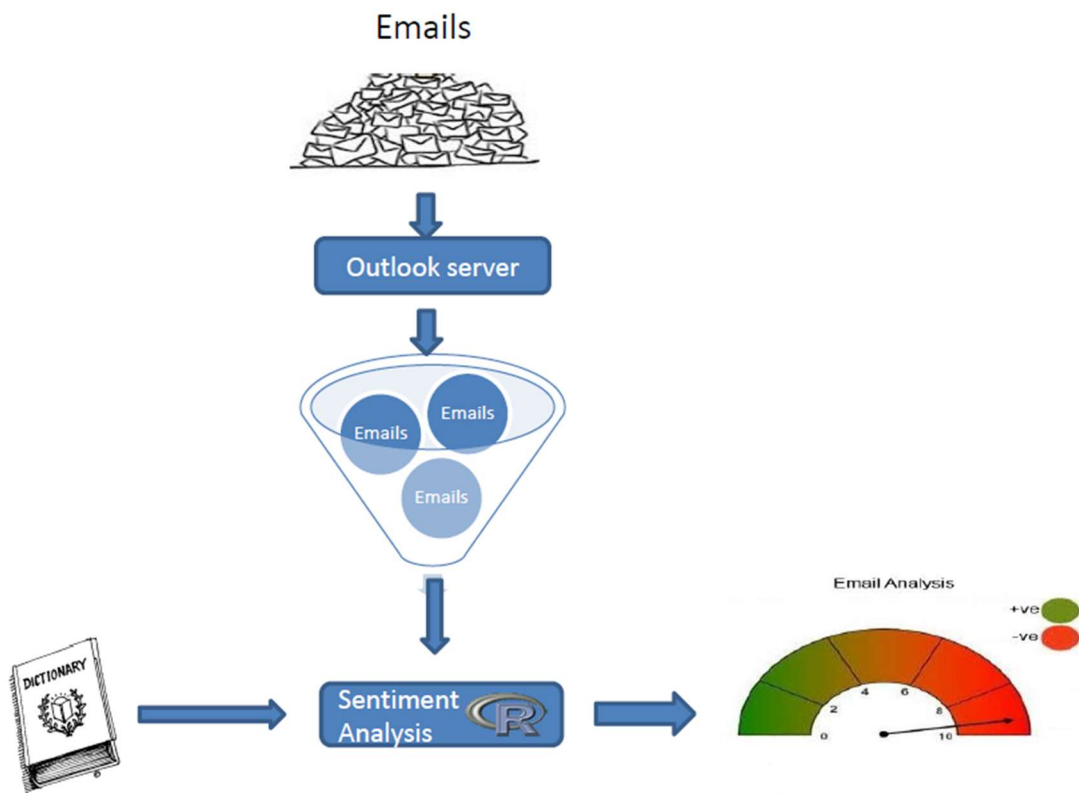 Emails
Outlook server
Emails
Emails
Emails
Email Analysis
+ve
-ve
DICTIONARY
Sentiment
Analysis
R
0
2
4
6
8
10